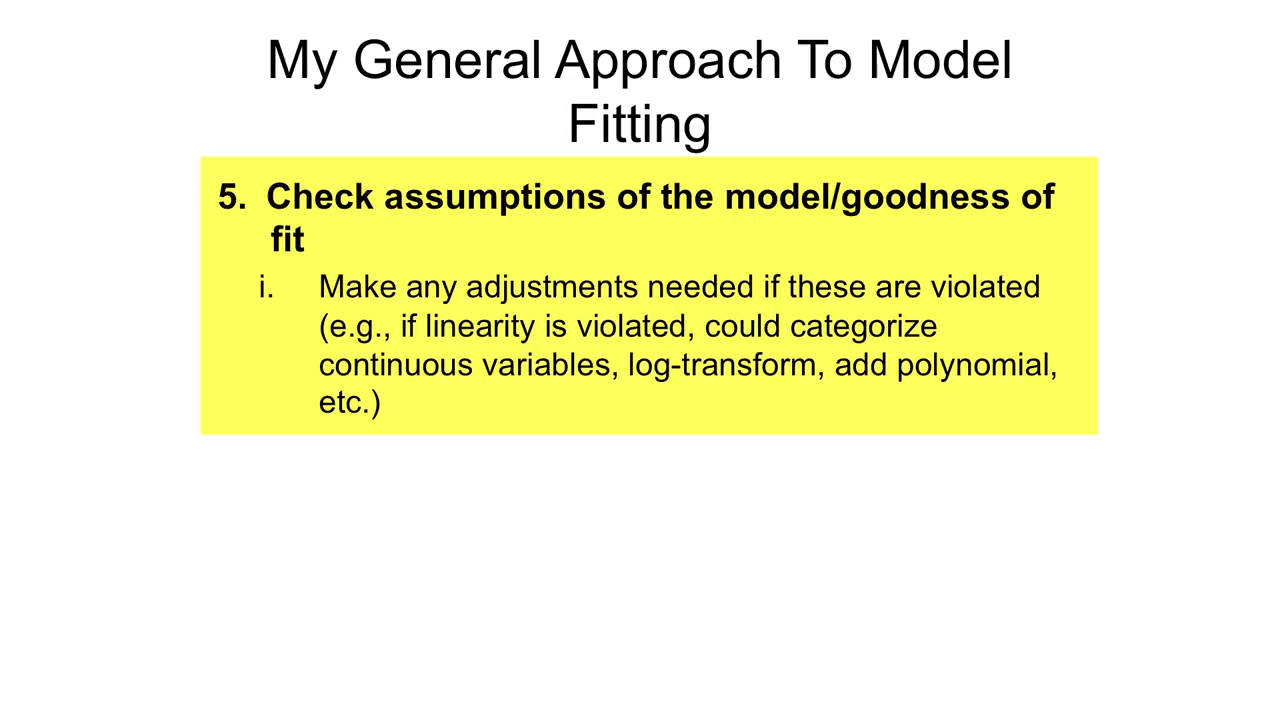 My General Approach To Model
Fitting
5. Check assumptions of the model/goodness of
fit
i. Make any adjustments needed if these are violated
(e.g., if linearity is violated, could categorize
continuous variables, log-transform, add polynomial,
etc.)